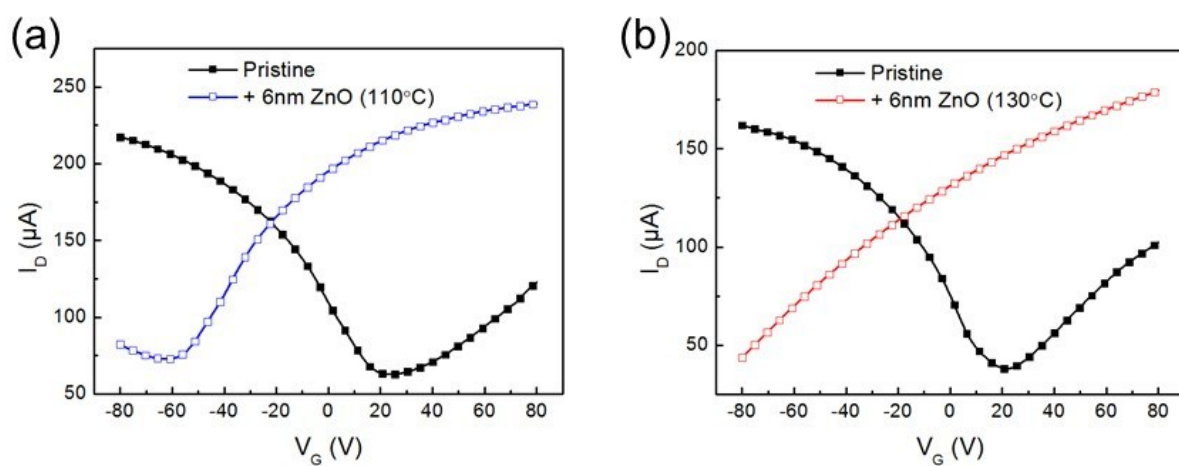 (a)
Pristine
+ 6nm ZnO (110°C)
250
200
150
100
50
I_D (μA)
-80 -60 -40 -20 0 20 40 60 80
V_G (V)
(b)
Pristine
+ 6nm ZnO (130°C)
200
150
100
50
I_D (μA)
-80 -60 -40 -20 0 20 40 60 80
V_G (V)